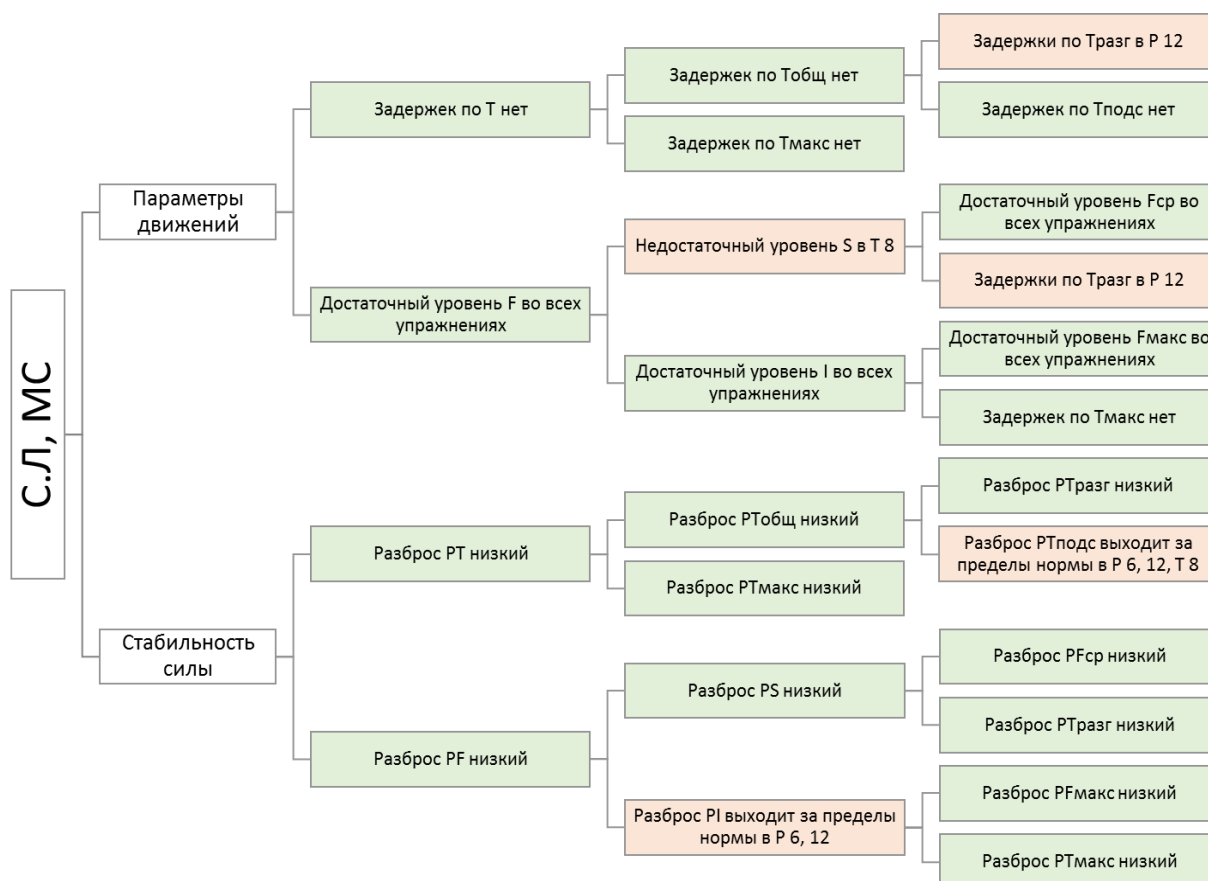 С.Л, МС
Параметры
движений
Задержек по Т нет
Задержек по Тобщ нет
Задержки по Тразг в Р 12
Задержек по Тподс нет
Задержек по Тмакс нет
Достаточный уровень F во всех
упражнениях
Недостаточный уровень S в Т 8
Достаточный уровень Fср во
всех упражнениях
Задержки по Тразг в Р 12
Достаточный уровень I во всех
упражнениях
Достаточный уровень Fмакс во
всех упражнениях
Задержек по Тмакс нет
Стабильность
силы
Разброс РТ низкий
Разброс РТобщ низкий
Разброс РТразг низкий
Разброс РТподс выходит за
пределы нормы в Р 6, 12, Т 8
Разброс РТмакс низкий
Разброс PF низкий
Разброс PS низкий
Разброс PFср низкий
Разброс РТразг низкий
Разброс PI выходит за пределы
нормы в Р 6, 12
Разброс PFмакс низкий
Разброс РТмакс низкий